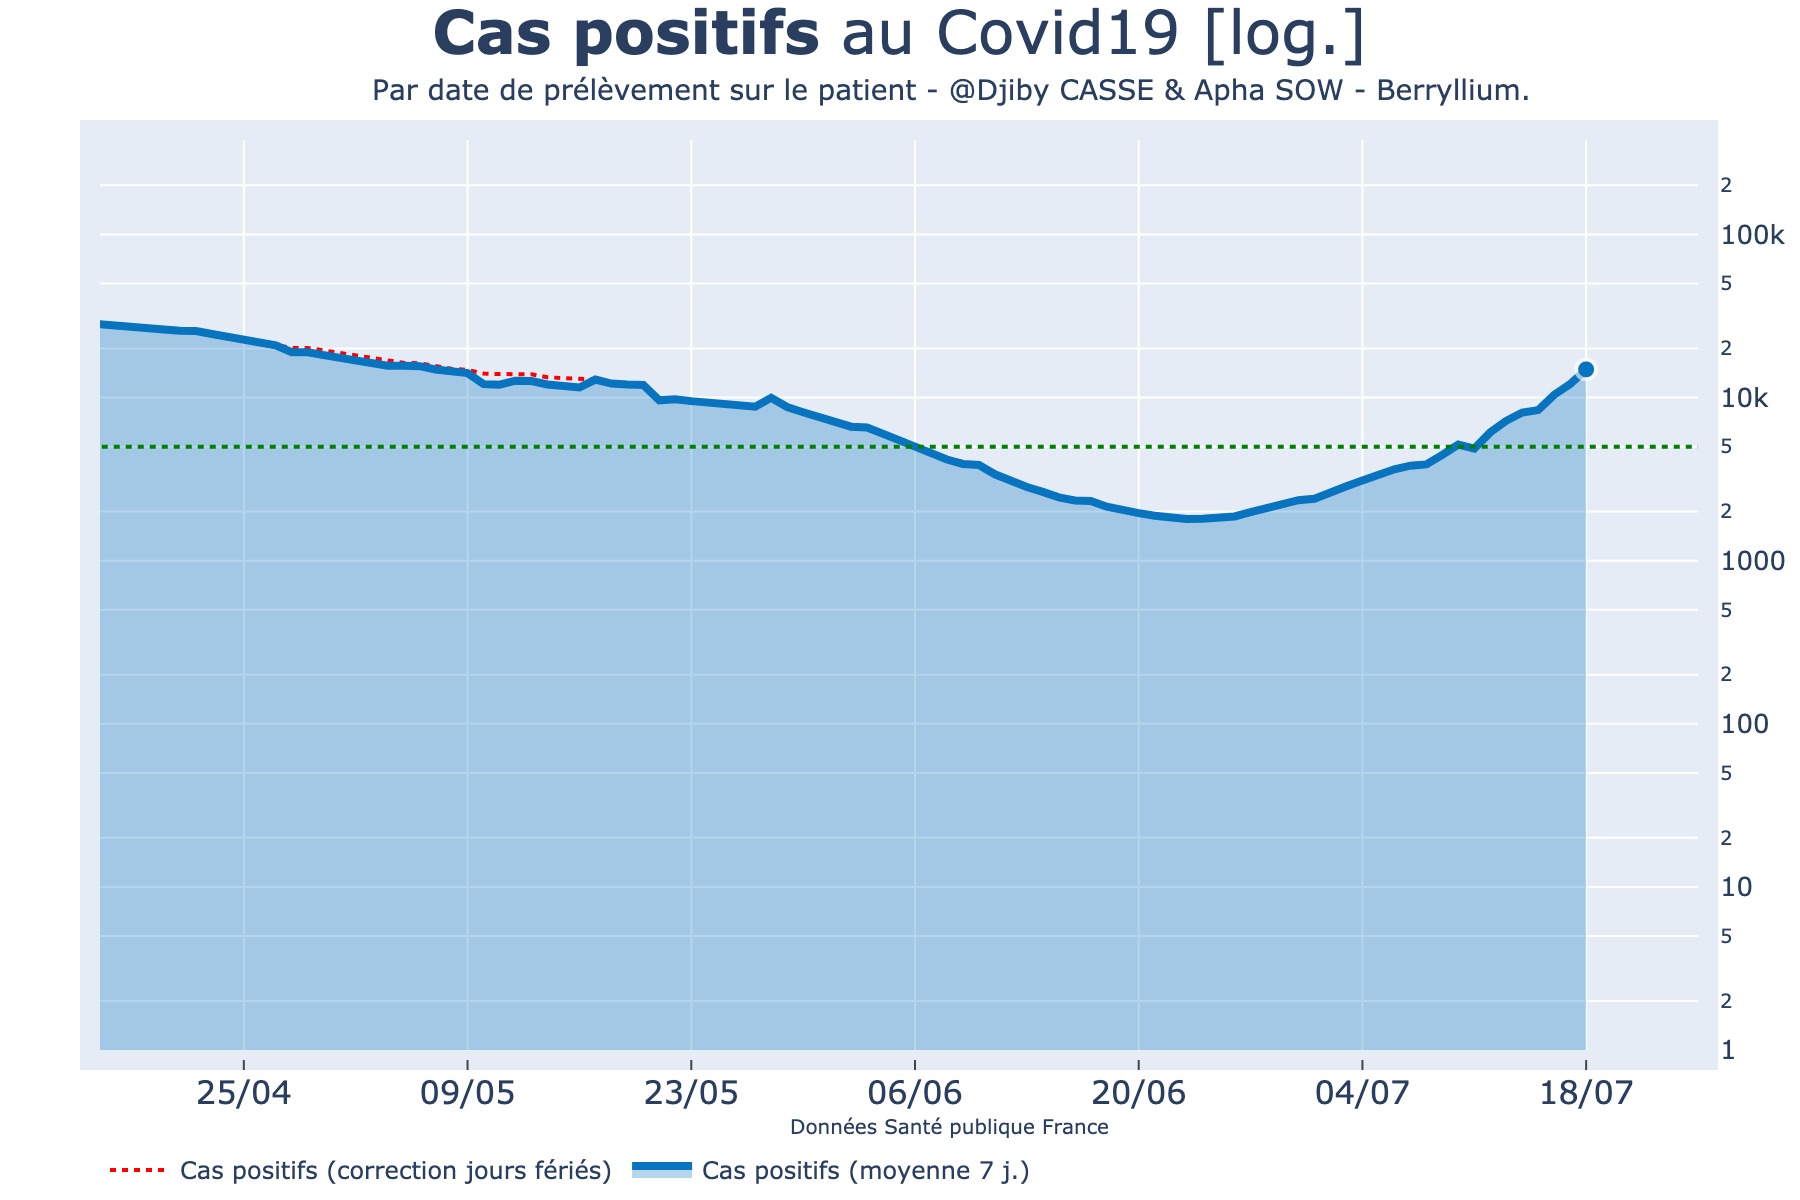 Cas positifs au Covid19 [log.]
Par date de prélèvement sur le patient - @Djiby CASSE & Apha SOW - Berryllium.
2
100k
5
2
10k
5
2
1000
5
2
100
5
2
10
5
2
1
25/04 09/05 23/05 06/06 20/06 04/07 18/07
Données Santé publique France
Cas positifs (correction jours fériés) Cas positifs (moyenne 7 j.)